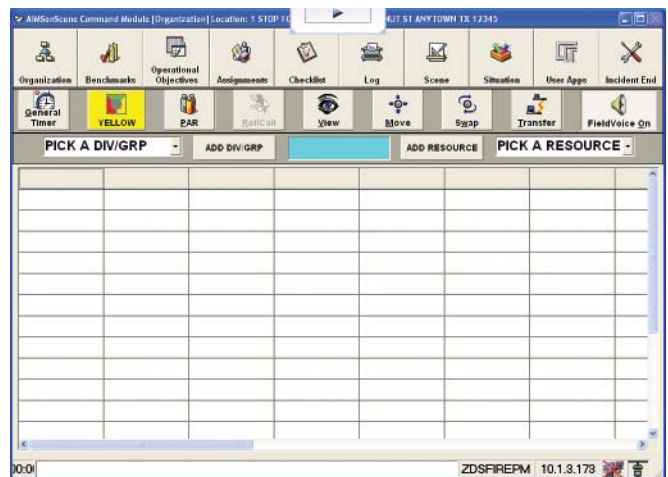 AIMSonScene Command Module [Organization] Location: 1 STOP ST ANYTOWN TX 12345
Organization Benchmarks Operational Objectives Assignments Checklist Log Scene Situation User Apps Incident End
General Timer YELLOW PAR RollCall View Move Swap Transfer FieldVoice On
PICK A DIV/GRP ADD DIV/GRP ADD RESOURCE PICK A RESOURCE
ZDSFIREPM 10.1.3.173